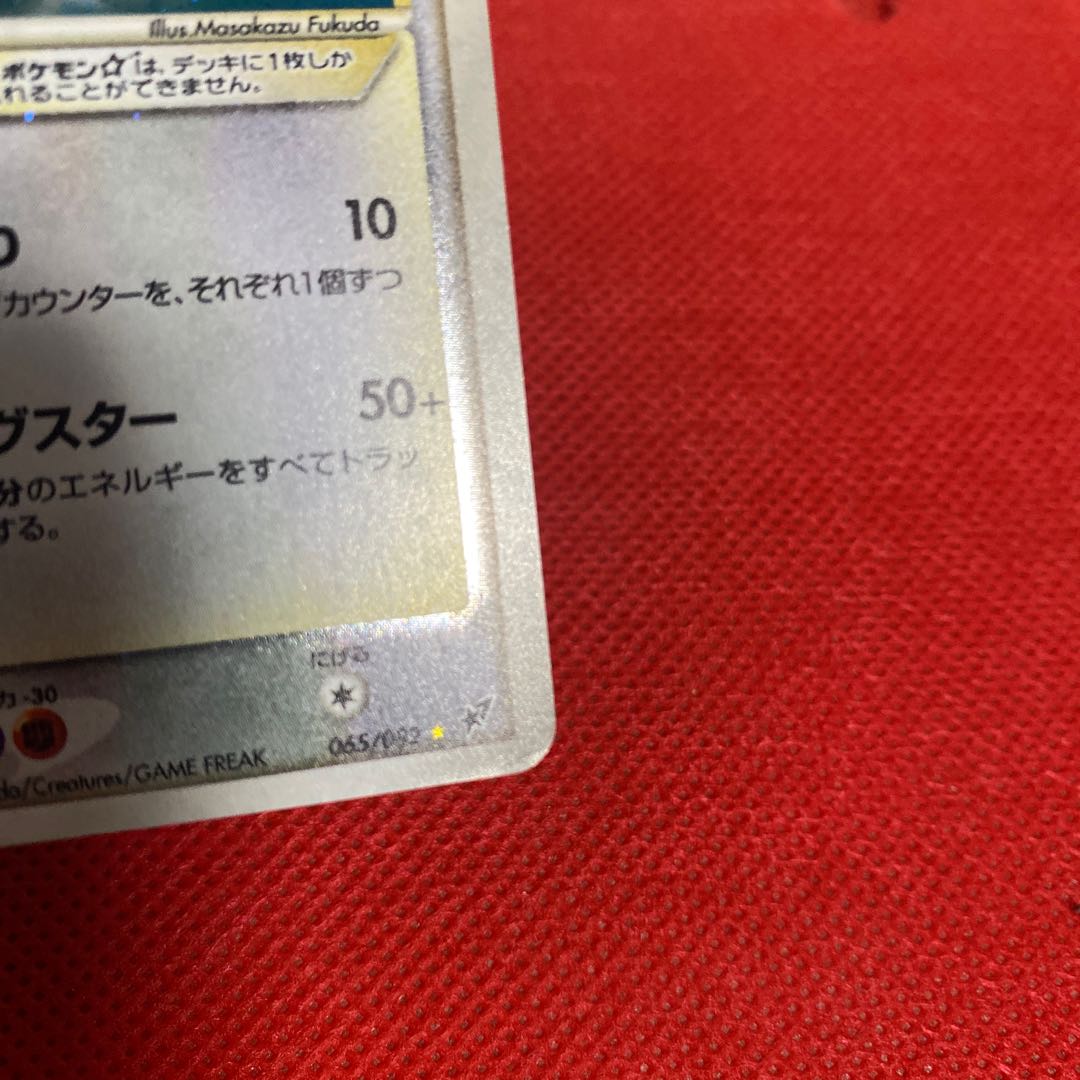 Illus.Masakazu Fukuda
ポケモン☆は、デッキに1枚しか
れることができません。
10
カウンターを、それぞれ1個ずつ
グスター 50+
分のエネルギーをすべてトラッ
する。
にげる
力 -30
065/082 ★
/Creatures/GAME FREAK